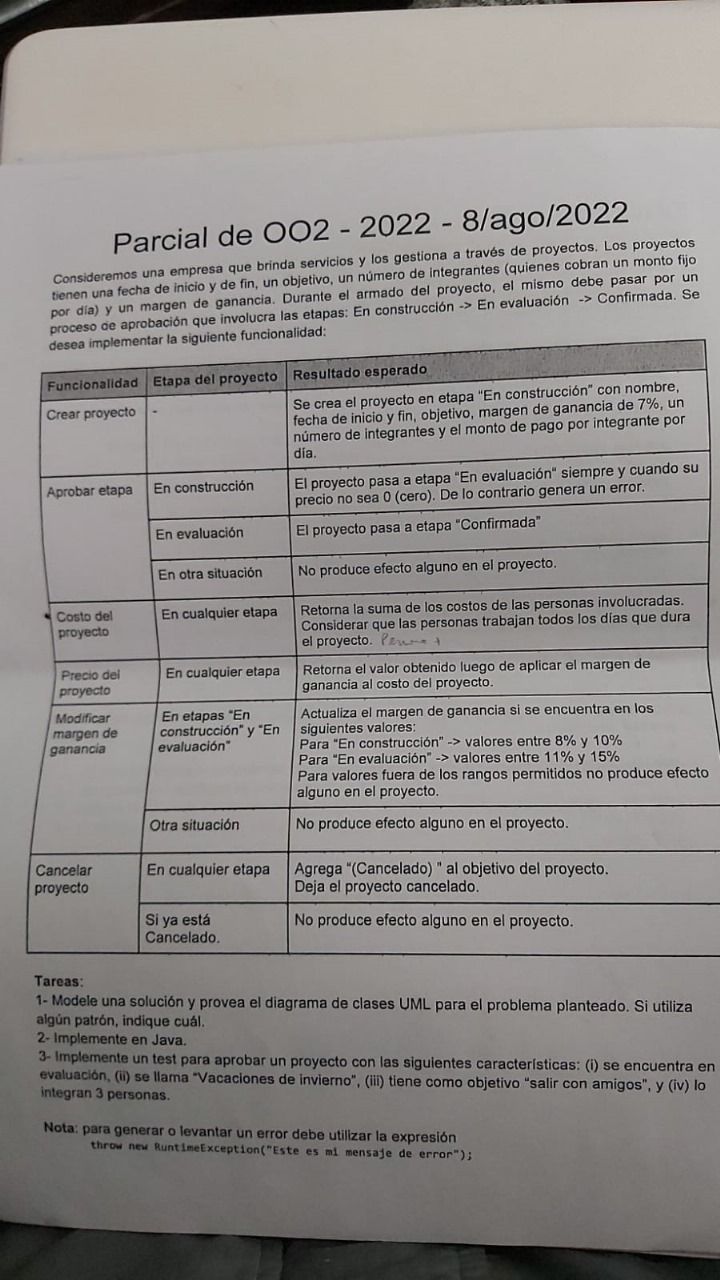 Parcial de OO2 - 2022 - 8/ago/2022
Consideremos una empresa que brinda servicios y los gestiona a través de proyectos. Los proyectos
tienen una fecha de inicio y de fin, un objetivo, un número de integrantes (quienes cobran un monto fijo
por día) y un margen de ganancia. Durante el armado del proyecto, el mismo debe pasar por un
proceso de aprobación que involucra las etapas: En construcción -> En evaluación -> Confirmada. Se
desea implementar la siguiente funcionalidad:
Funcionalidad Etapa del proyecto Resultado esperado
Crear proyecto - Se crea el proyecto en etapa "En construcción" con nombre,
fecha de inicio y fin, objetivo, margen de ganancia de 7%, un
número de integrantes y el monto de pago por integrante por
día.
Aprobar etapa En construcción El proyecto pasa a etapa "En evaluación" siempre y cuando su
precio no sea 0 (cero). De lo contrario genera un error.
En evaluación El proyecto pasa a etapa "Confirmada"
En otra situación No produce efecto alguno en el proyecto.
Costo del
proyecto
En cualquier etapa
Retorna la suma de los costos de las personas involucradas.
Considerar que las personas trabajan todos los días que dura
el proyecto.
Precio del
proyecto
En cualquier etapa
Retorna el valor obtenido luego de aplicar el margen de
ganancia al costo del proyecto.
Modificar
margen de
ganancia
En etapas "En
construcción" y "En
evaluación"
Actualiza el margen de ganancia si se encuentra en los
siguientes valores:
Para "En construcción" -> valores entre 8% y 10%
Para "En evaluación" -> valores entre 11% y 15%
Para valores fuera de los rangos permitidos no produce efecto
alguno en el proyecto.
Otra situación No produce efecto alguno en el proyecto.
Cancelar
proyecto
En cualquier etapa
Agrega "(Cancelado) " al objetivo del proyecto.
Deja el proyecto cancelado.
Si ya está
Cancelado.
No produce efecto alguno en el proyecto.
Tareas:
1- Modele una solución y provea el diagrama de clases UML para el problema planteado. Si utiliza
algún patrón, indique cuál.
2- Implemente en Java.
3- Implemente un test para aprobar un proyecto con las siguientes características: (i) se encuentra en
evaluación, (ii) se llama "Vacaciones de invierno", (iii) tiene como objetivo "salir con amigos", y (iv) lo
integran 3 personas.
Nota: para generar o levantar un error debe utilizar la expresión
throw new RuntimeException("Este es mi mensaje de error");